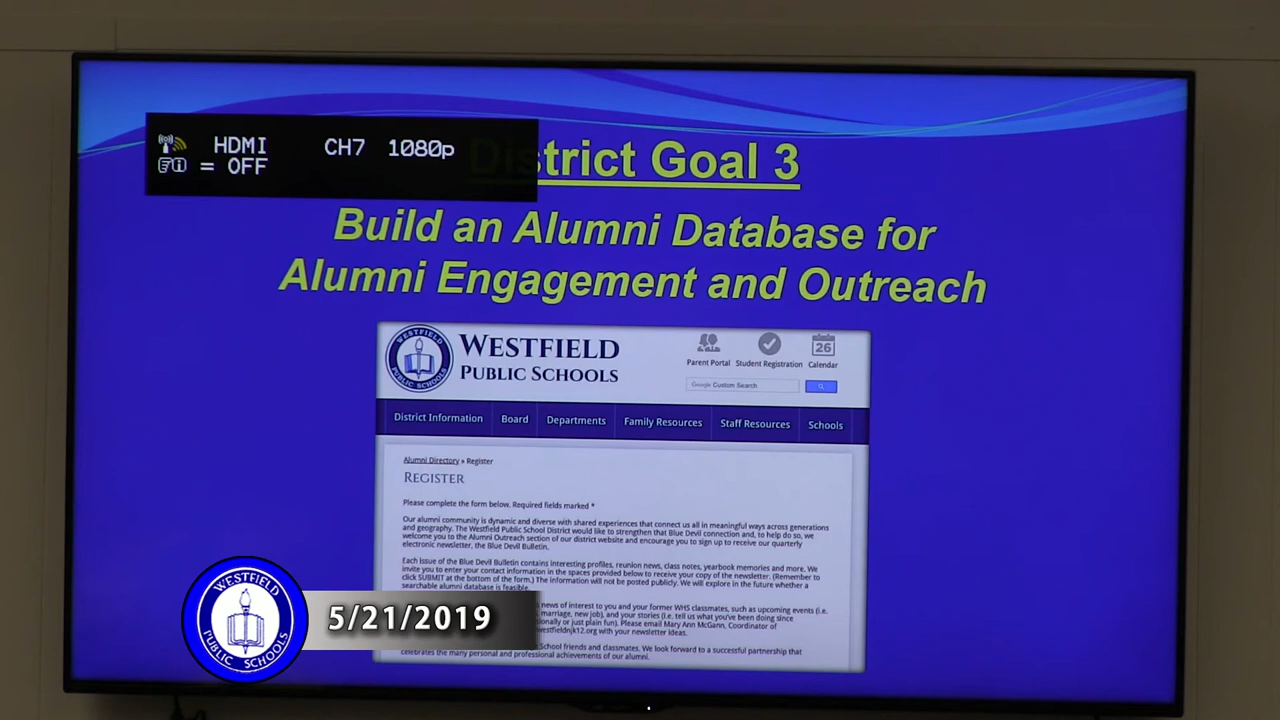 HDMI CH7 1080p
= OFF
District Goal 3
Build an Alumni Database for
Alumni Engagement and Outreach
WESTFIELD
PUBLIC SCHOOLS
WESTFIELD
PUBLIC SCHOOLS
Parent Portal
Student Registration
26
Calendar
Google Custom Search
District Information
Board
Departments
Family Resources
Staff Resources
Schools
Alumni Directory » Register
REGISTER
Please complete the form below. Required fields marked *
Our alumni community is dynamic and diverse with shared experiences that connect us all in meaningful ways across generations
and geography. The Westfield Public School District would like to strengthen that Blue Devil connection and, to help do so, we
welcome you to the Alumni Outreach section of our district website and encourage you to sign up to receive our quarterly
electronic newsletter, the Blue Devil Bulletin.
Each issue of the Blue Devil Bulletin contains interesting profiles, reunion news, class notes, yearbook memories and more. We
invite you to enter your contact information in the spaces provided below to receive your copy of the newsletter. (Remember to
click SUBMIT at the bottom of the form.) The information will not be posted publicly. We will explore in the future whether a
searchable alumni database is feasible.
news of interest to you and your former WHS classmates, such as upcoming events (i.e.
marriage, new job), and your stories (i.e. tell us what you've been doing since
sionally or just plain fun). Please email Mary Ann McGann, Coordinator of
westfieldnjk12.org with your newsletter ideas.
School friends and classmates. We look forward to a successful partnership that
celebrates the many personal and professional achievements of our alumni.
WESTFIELD
PUBLIC SCHOOLS
5/21/2019